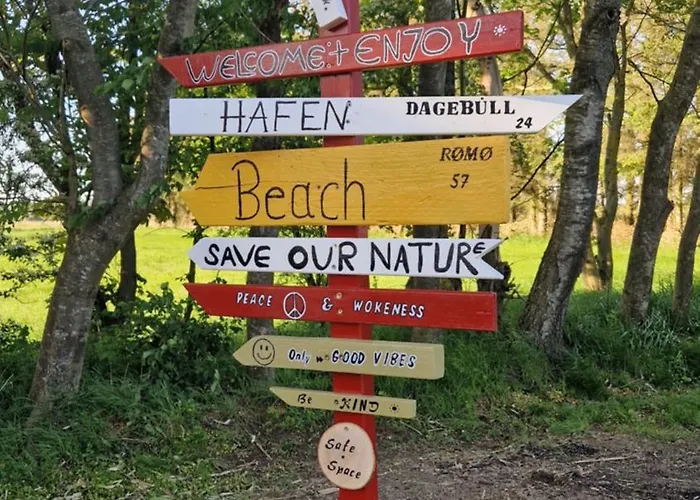 WELCOME + ENJOY
HAFEN DAGEBÜLL
24
RØMØ
Beach 57
SAVE OUR NATURE
PEACE & WOKENESS
Only GOOD VIBES
Be KIND
Safe
Space